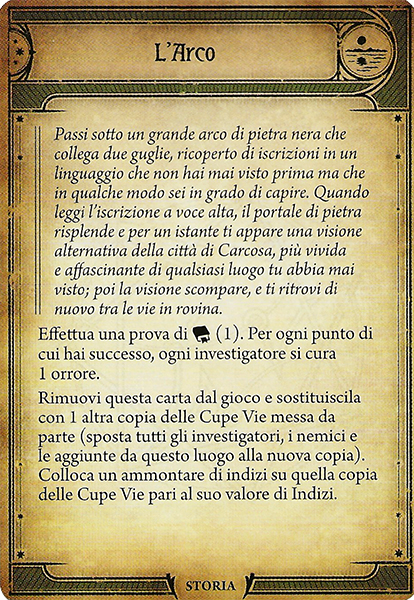 L'Arco
Passi sotto un grande arco di pietra nera che
collega due guglie, ricoperto di iscrizioni in un
linguaggio che non hai mai visto prima ma che
in qualche modo sei in grado di capire. Quando
leggi l'iscrizione a voce alta, il portale di pietra
risplende e per un istante ti appare una visione
alternativa della città di Carcosa, più vivida
e affascinante di qualsiasi luogo tu abbia mai
visto; poi la visione scompare, e ti ritrovi di
nuovo tra le vie in rovina.
Effettua una prova di (1). Per ogni punto di
cui hai successo, ogni investigatore si cura
1 orrore.
Rimuovi questa carta dal gioco e sostituiscila
con 1 altra copia delle Cupe Vie messa da
parte (sposta tutti gli investigatori, i nemici e
le aggiunte da questo luogo alla nuova copia).
Colloca un ammontare di indizi su quella copia
delle Cupe Vie pari al suo valore di Indizi.
STORIA